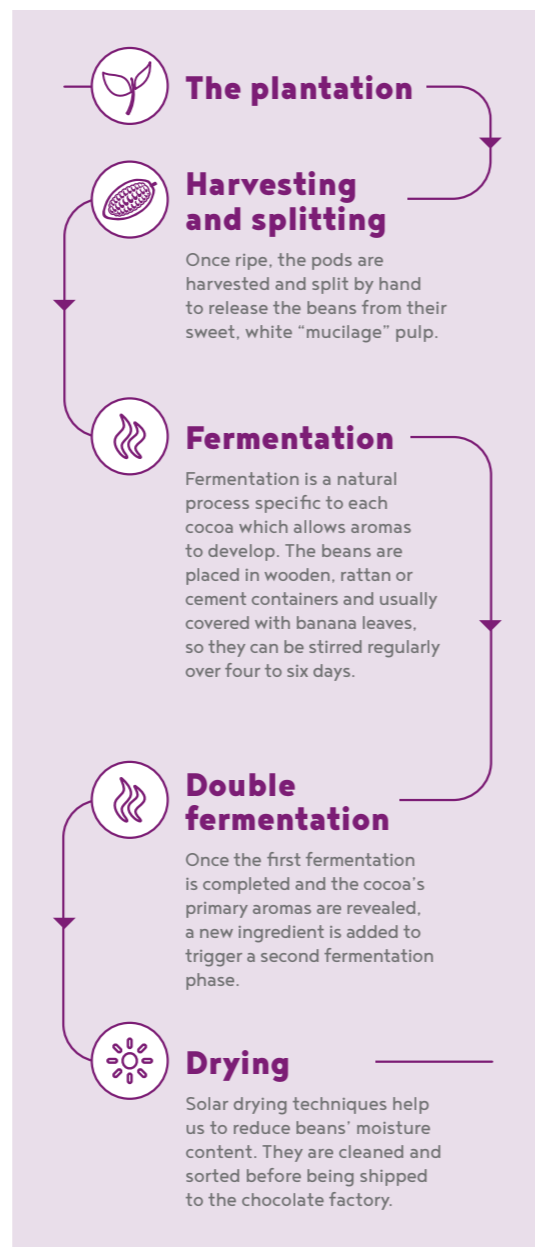 The plantation
Harvesting
and splitting
Once ripe, the pods are
harvested and split by hand
to release the beans from their
sweet, white “mucilage” pulp.
Fermentation
Fermentation is a natural
process specific to each
cocoa which allows aromas
to develop. The beans are
placed in wooden, rattan or
cement containers and usually
covered with banana leaves,
so they can be stirred regularly
over four to six days.
Double
fermentation
Once the first fermentation
is completed and the cocoa’s
primary aromas are revealed,
a new ingredient is added to
trigger a second fermentation
phase.
Drying
Solar drying techniques help
us to reduce beans’ moisture
content. They are cleaned and
sorted before being shipped
to the chocolate factory.